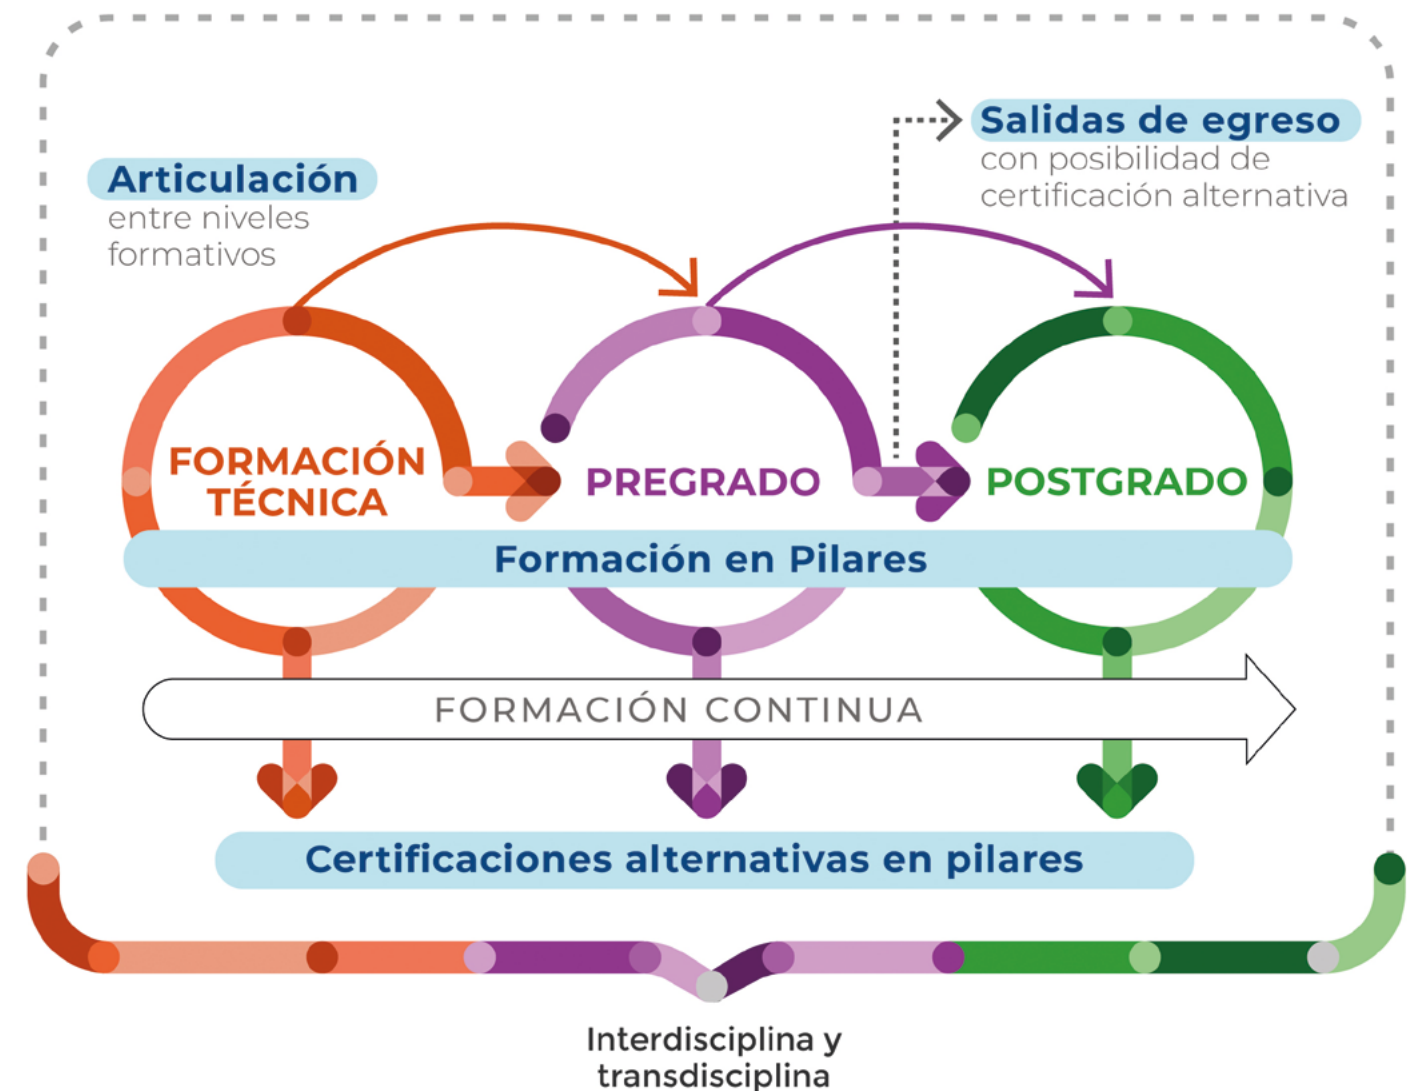 Salidas de egreso
con posibilidad de
certificación alternativa
Articulación
entre niveles
formativos
FORMACIÓN
TÉCNICA
PREGRADO
POSTGRADO
Formación en Pilares
FORMACIÓN CONTINUA
Certificaciones alternativas en pilares
Interdisciplina y
transdisciplina